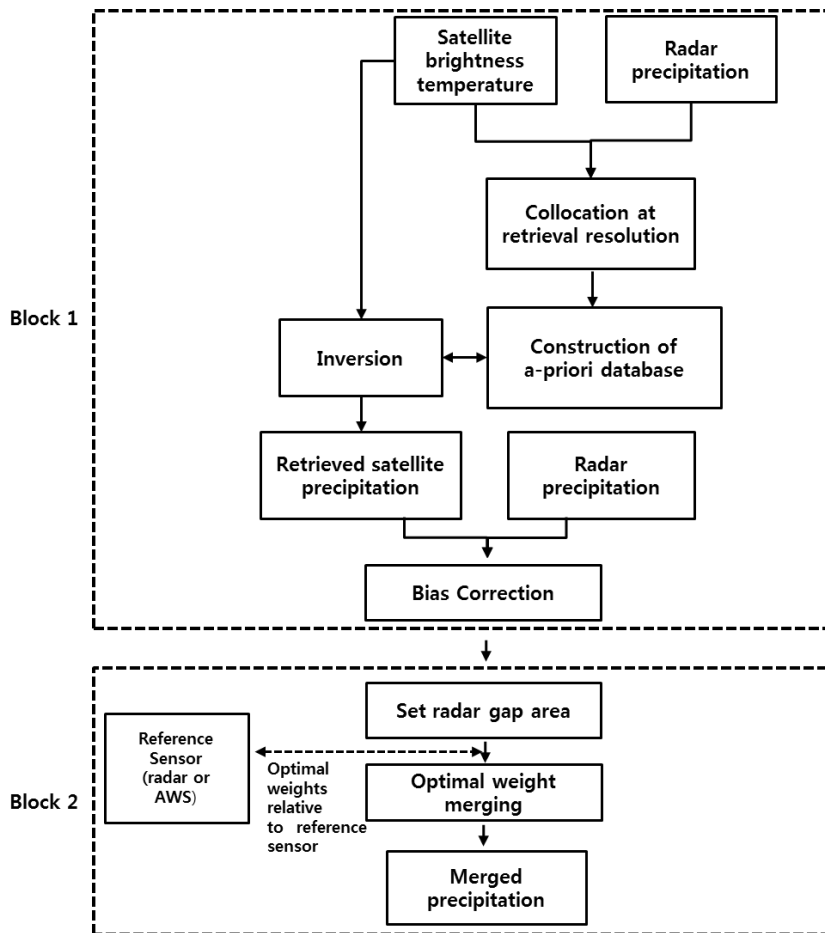 Satellite
brightness
temperature
Radar
precipitation
Collocation at
retrieval resolution
Block 1
Inversion
Construction of
a-priori database
Retrieved satellite
precipitation
Radar
precipitation
Bias Correction
Set radar gap area
Reference
Sensor
(radar or
AWS)
Optimal
weights
relative
to reference
sensor
Block 2
Optimal weight
merging
Merged
precipitation